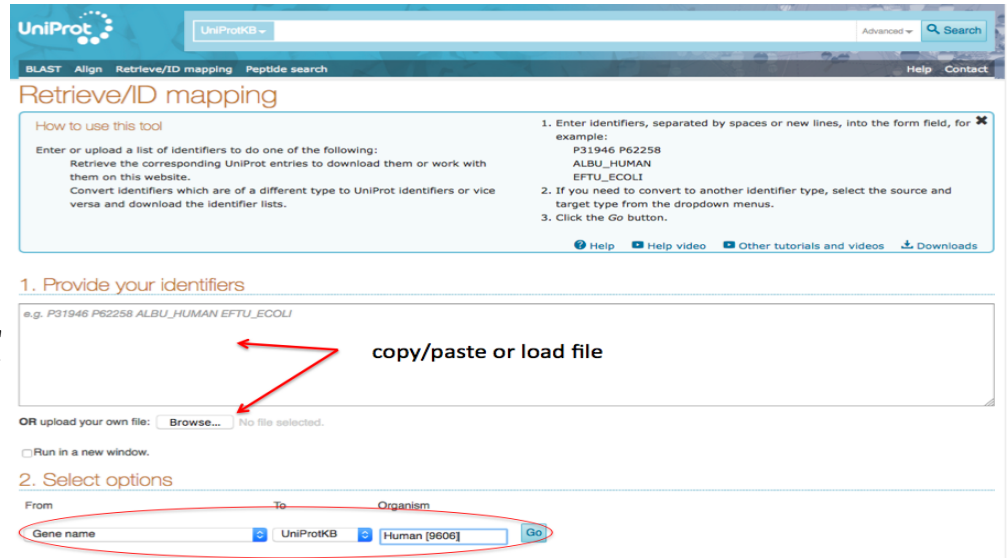 UniProt
UniProtKB
Advanced
Search
BLAST Align Retrieve/ID mapping Peptide search
Help Contact
Retrieve/ID mapping
How to use this tool
Enter or upload a list of identifiers to do one of the following:
Retrieve the corresponding UniProt entries to download them or work with
them on this website.
Convert identifiers which are of a different type to UniProt identifiers or vice
versa and download the identifier lists.
1. Enter identifiers, separated by spaces or new lines, into the form field, for
example:
P31946 P62258
ALBU_HUMAN
EFTU_ECOLI
2. If you need to convert to another identifier type, select the source and
target type from the dropdown menus.
3. Click the Go button.
Help Help video Other tutorials and videos Downloads
1. Provide your identifiers
e.g. P31946 P62258 ALBU_HUMAN EFTU_ECOLI
copy/paste or load file
OR upload your own file: Browse... No file selected.
Run in a new window.
2. Select options
From To Organism
Gene name UniProtKB Human [9606] Go